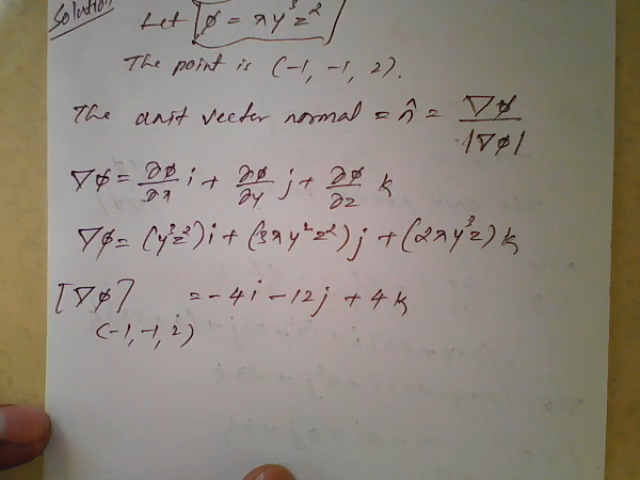 Solution
Let [φ = xy³z²]
The point is (-1, -1, 2).
The unit vector normal = n̂ = ∇φ / |∇φ|
∇φ = ∂φ/∂x i + ∂φ/∂y j + ∂φ/∂z k
∇φ = (y³z²)i + (3xy²z²)j + (2xy³z)k
[∇φ] = -4i - 12j + 4k
(-1, -1, 2)